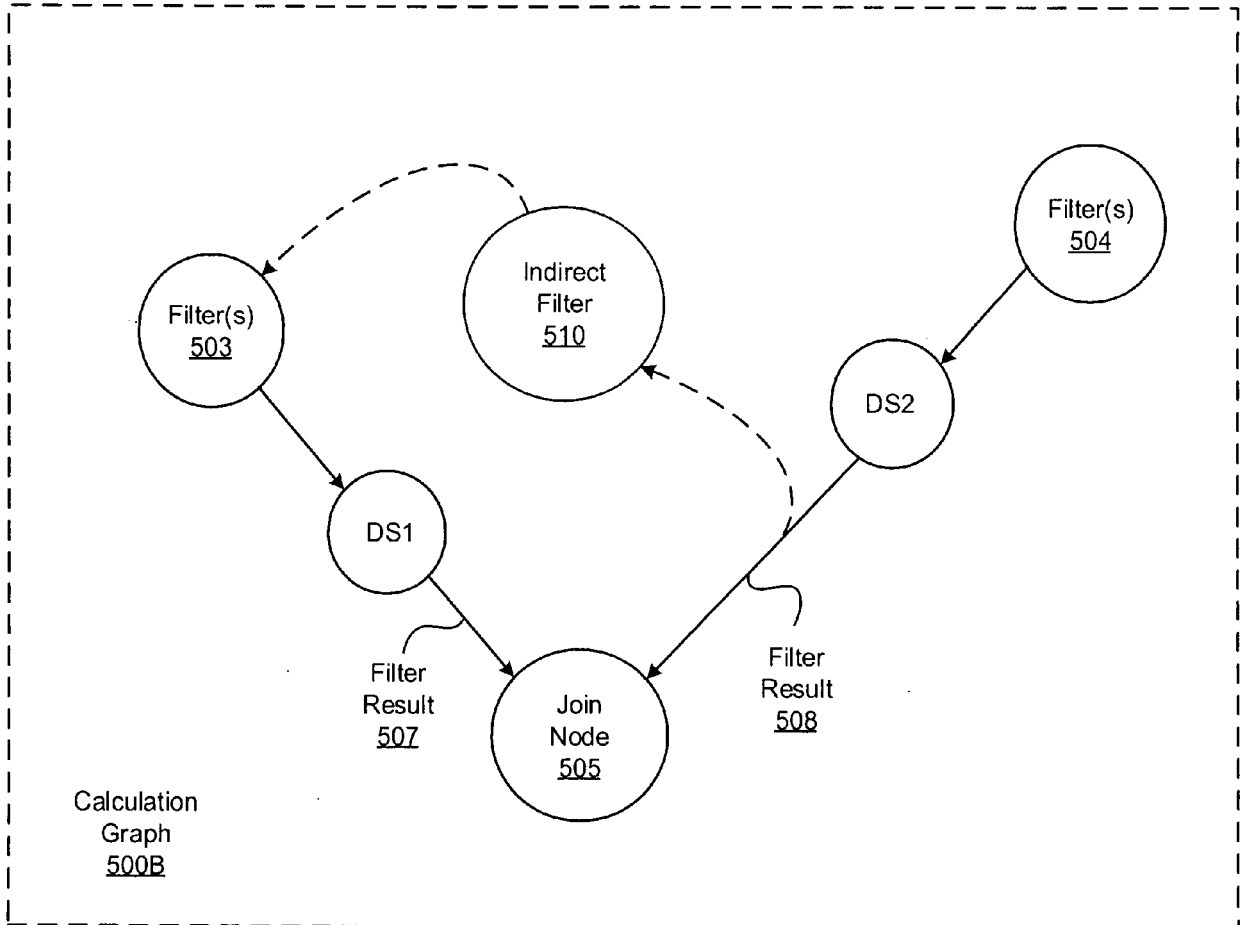 Filter(s)
504
Indirect
Filter
510
Filter(s)
503
DS2
DS1
Filter
Result
507
Filter
Result
508
Join
Node
505
Calculation
Graph
500B